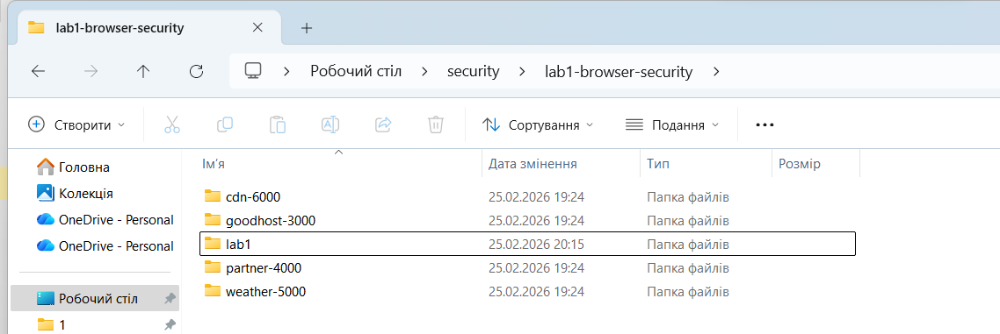 lab1-browser-security
Робочий стіл security lab1-browser-security
Створити Сортування Подання
Головна
Колекція
OneDrive - Personal
OneDrive - Personal
Робочий стіл
1
Ім'я Дата змінення Тип Розмір
cdn-6000 25.02.2026 19:24 Папка файлів
goodhost-3000 25.02.2026 19:24 Папка файлів
lab1 25.02.2026 20:15 Папка файлів
partner-4000 25.02.2026 19:24 Папка файлів
weather-5000 25.02.2026 19:24 Папка файлів